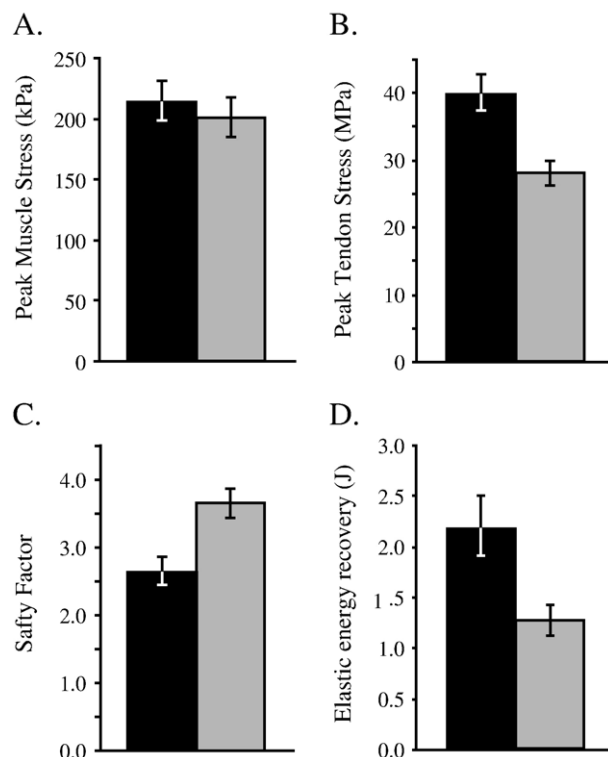 A.
Peak Muscle Stress (kPa)
250
200
150
100
50
0
B.
Peak Tendon Stress (MPa)
40
30
20
10
0
C.
Safty Factor
4.0
3.0
2.0
1.0
0.0
D.
Elastic energy recovery (J)
3.0
2.5
2.0
1.5
1.0
0.5
0.0